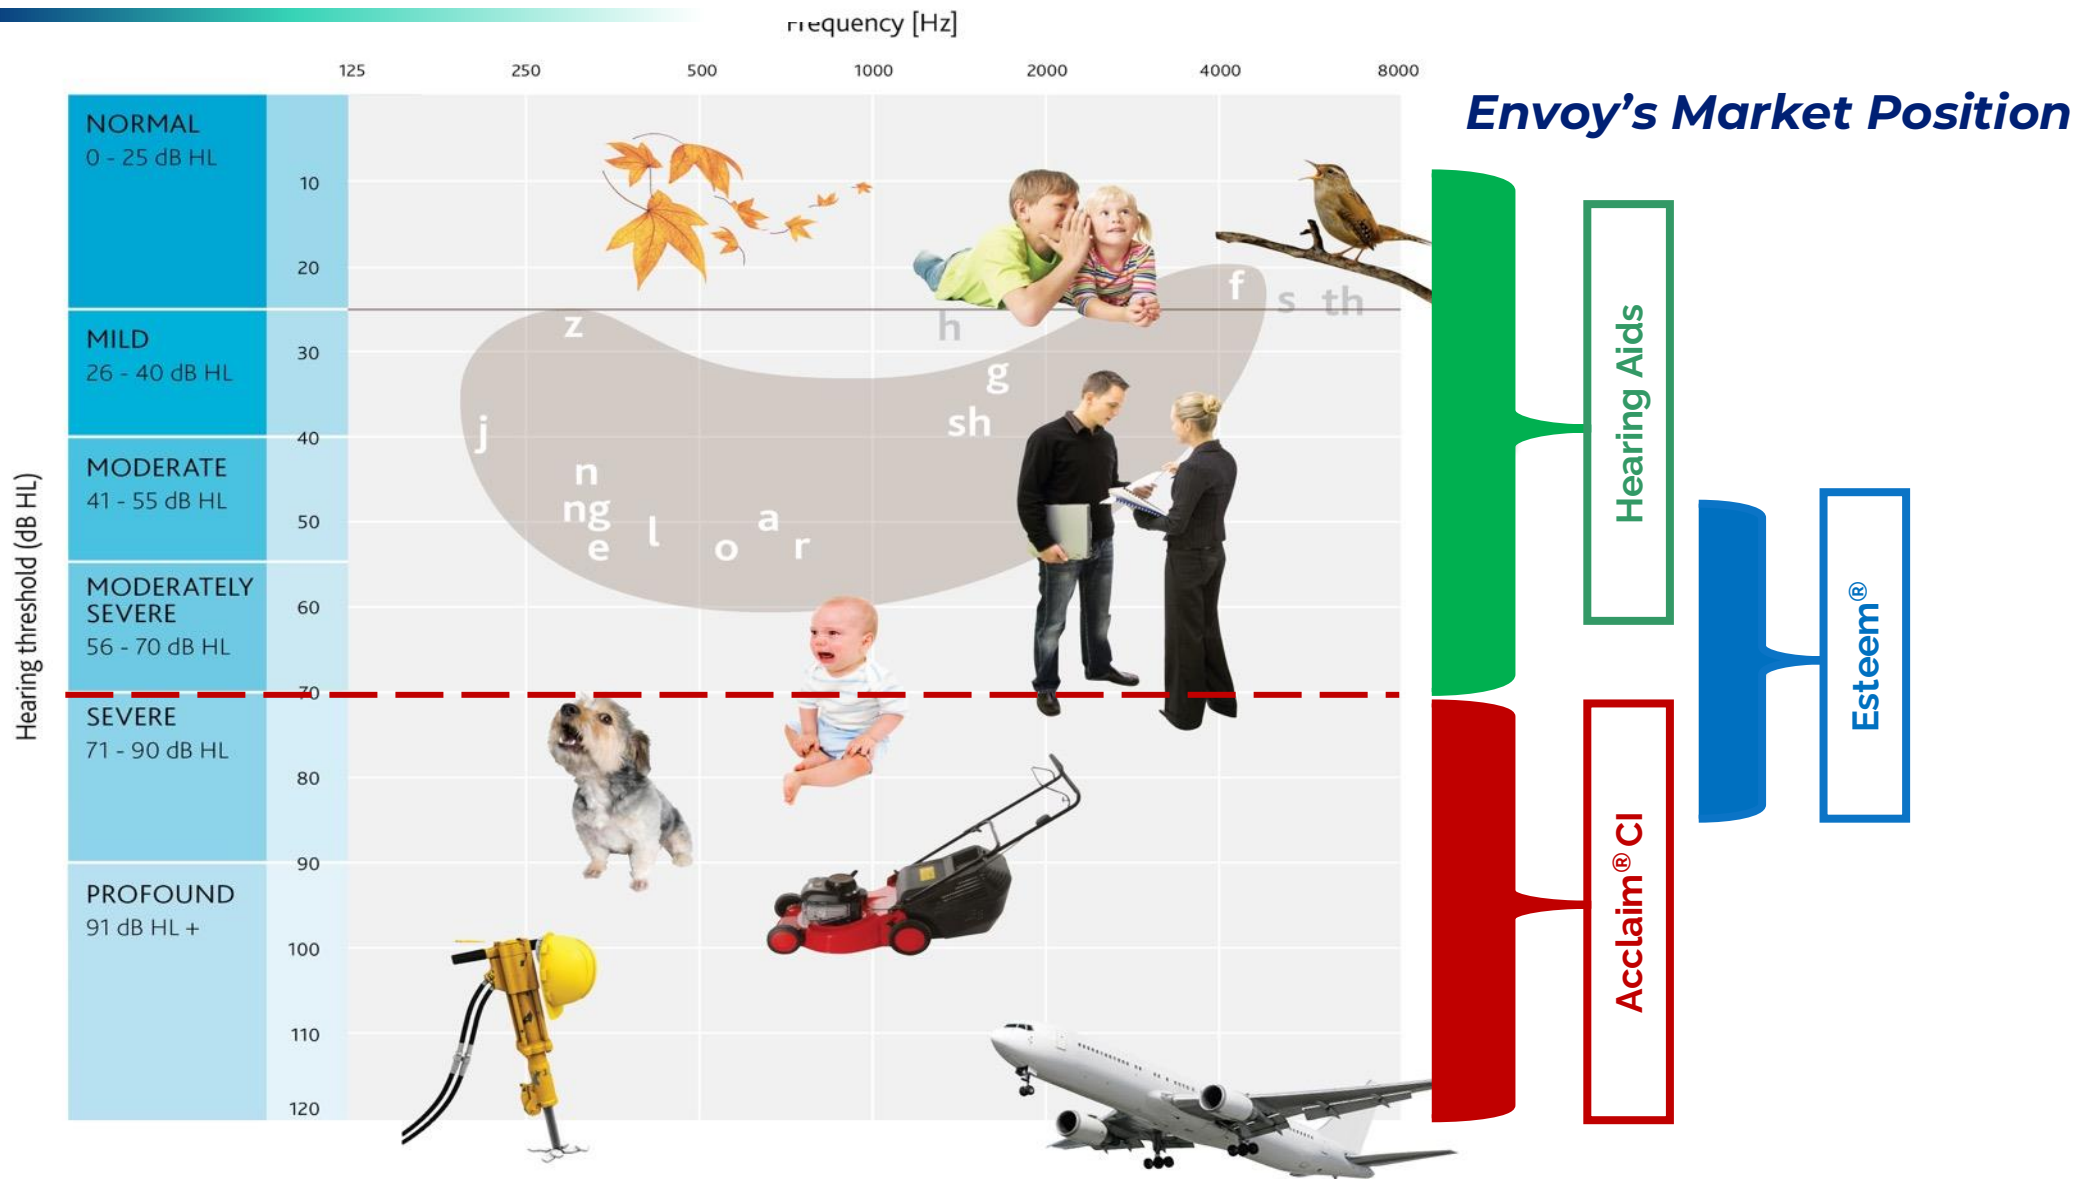 Frequency [Hz]
125 250 500 1000 2000 4000 8000
Envoy's Market Position
Hearing threshold (dB HL)
NORMAL
0 - 25 dB HL
MILD
26 - 40 dB HL
MODERATE
41 - 55 dB HL
MODERATELY
SEVERE
56 - 70 dB HL
SEVERE
71 - 90 dB HL
PROFOUND
91 dB HL +
10
20
30
40
50
60
70
80
90
100
110
120
f
s
th
z
h
g
j
sh
n
ng
l
a
e
o
r
Hearing Aids
Esteem®
Acclaim® CI